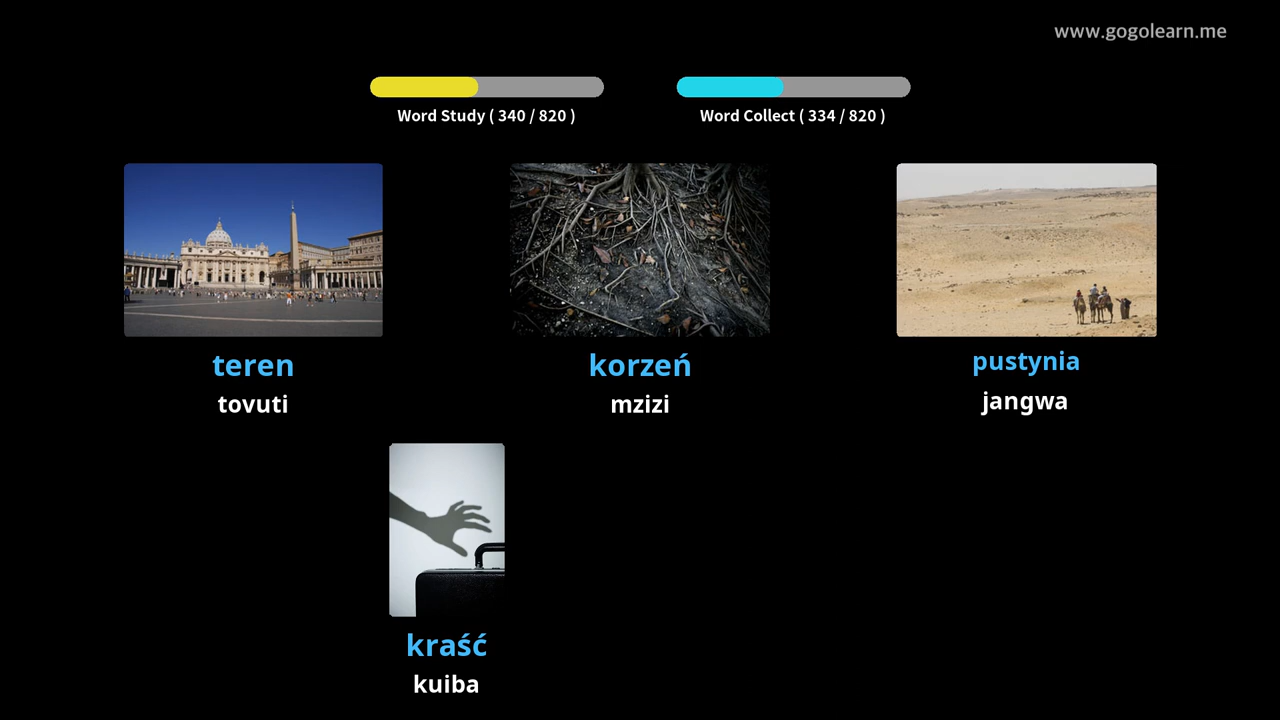 www.gogolearn.me
Word Study ( 340 / 820 )
Word Collect ( 334 / 820 )
teren
tovuti
korzeń
mzizi
pustynia
jangwa
kraść
kuiba